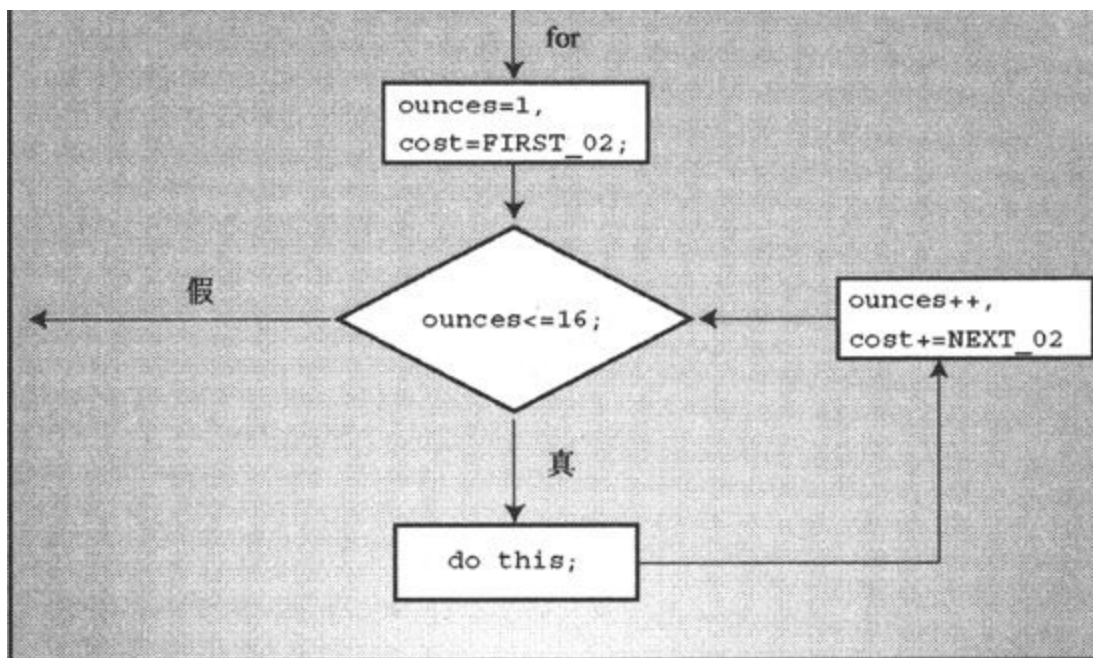 for
ounces=1,
cost=FIRST_02;
假
ounces<=16;
ounces++,
cost+=NEXT_02
真
do this;